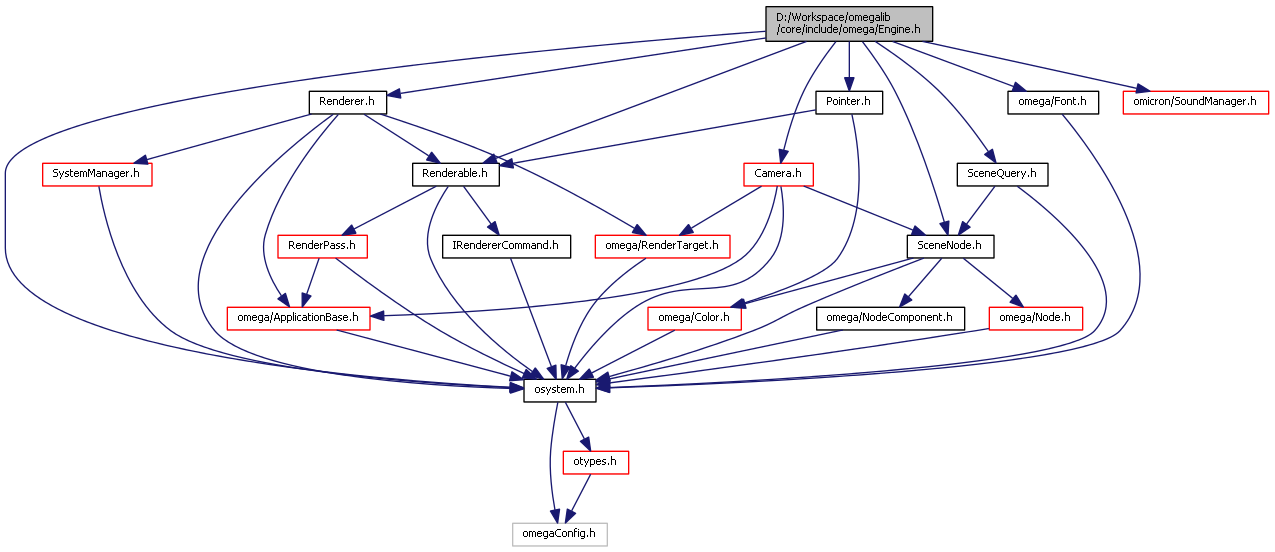 D:/Workspace/omegalib
/core/include/omega/Engine.h
Renderer.h
Pointer.h
omega/Font.h
omicron/SoundManager.h
SystemManager.h
Renderable.h
Camera.h
SceneQuery.h
RenderPass.h
IRendererCommand.h
omega/RenderTarget.h
SceneNode.h
omega/ApplicationBase.h
omega/Color.h
omega/NodeComponent.h
omega/Node.h
osystem.h
otypes.h
omegaConfig.h